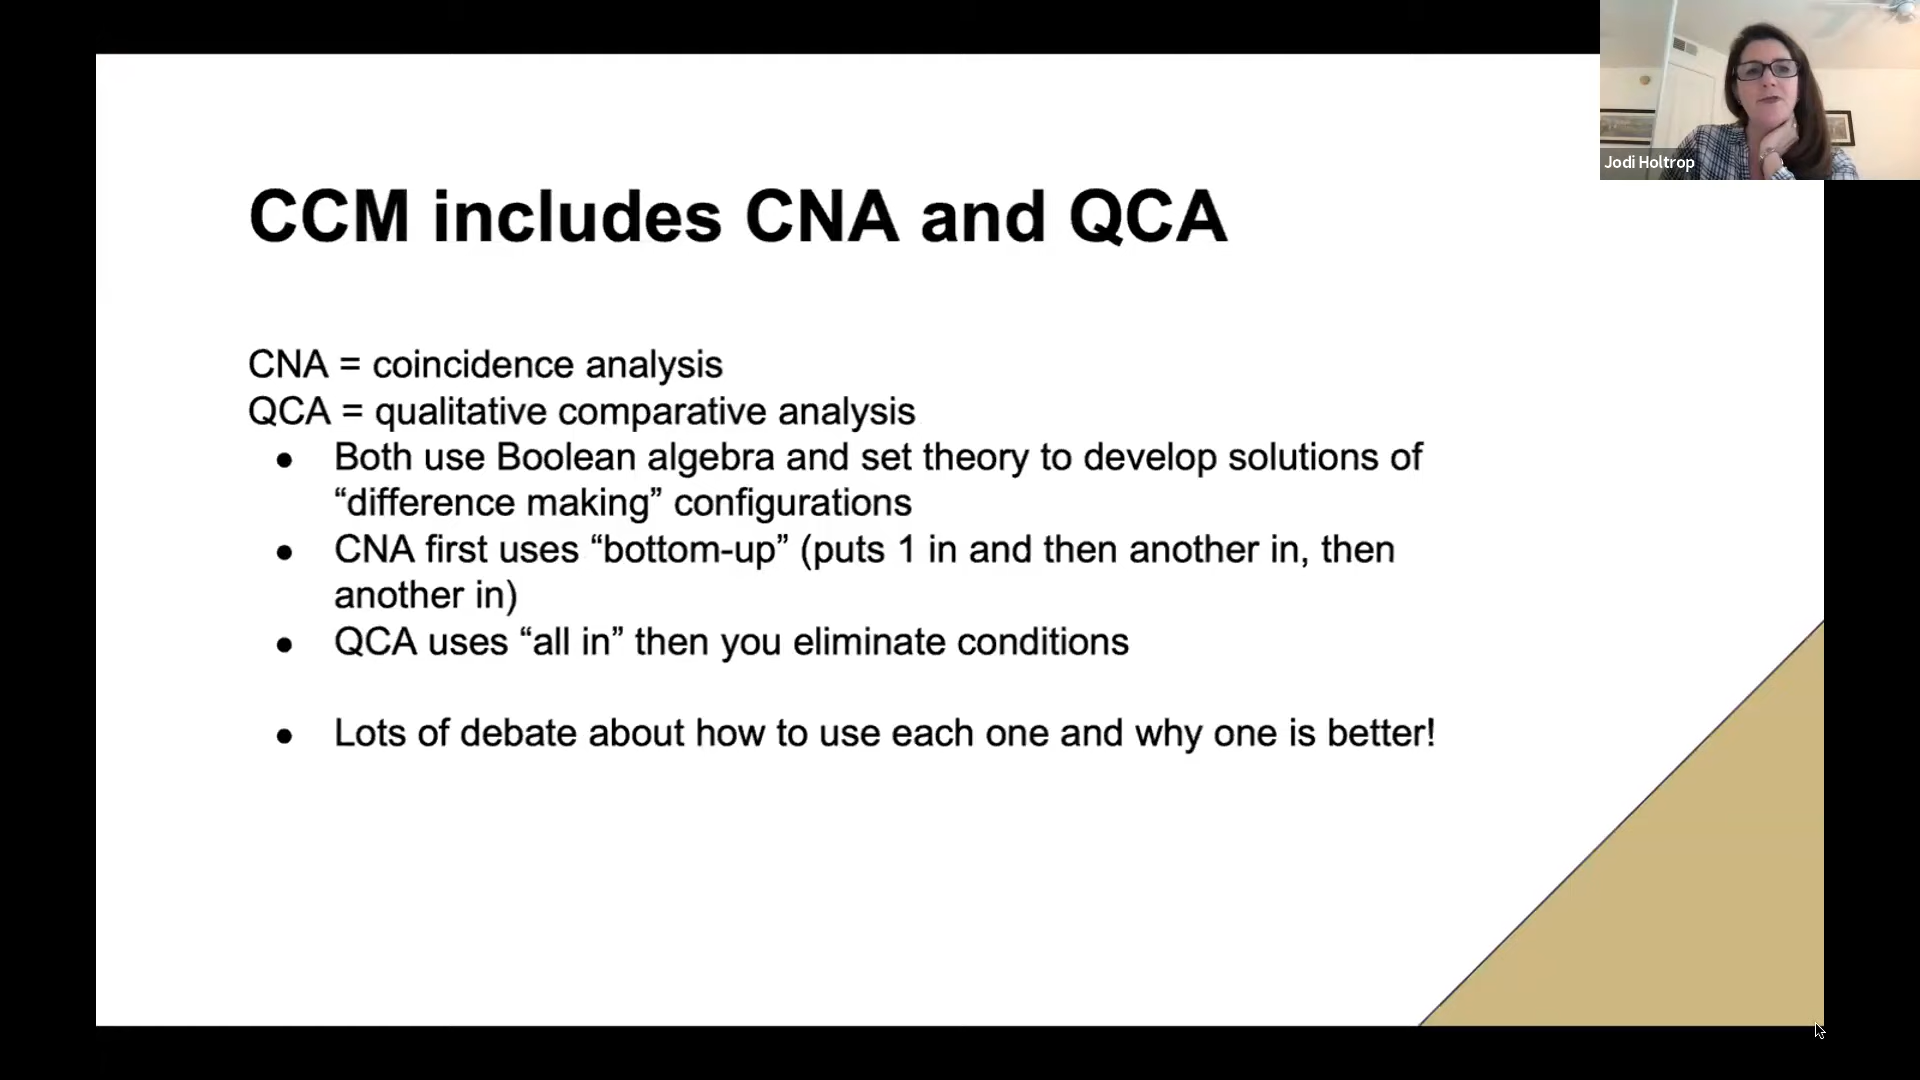 Jodi Holtrop
CCM includes CNA and QCA
CNA = coincidence analysis
QCA = qualitative comparative analysis
● Both use Boolean algebra and set theory to develop solutions of
“difference making” configurations
● CNA first uses “bottom-up” (puts 1 in and then another in, then
another in)
● QCA uses “all in” then you eliminate conditions
● Lots of debate about how to use each one and why one is better!